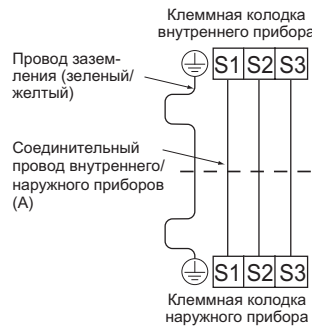 Клеммная колодка
внутреннего прибора
S1 S2 S3
Провод зазем-
ления (зеленый/
желтый)
Соединительный
провод внутреннего/
наружного приборов
(A)
S1 S2 S3
Клеммная колодка
наружного прибора